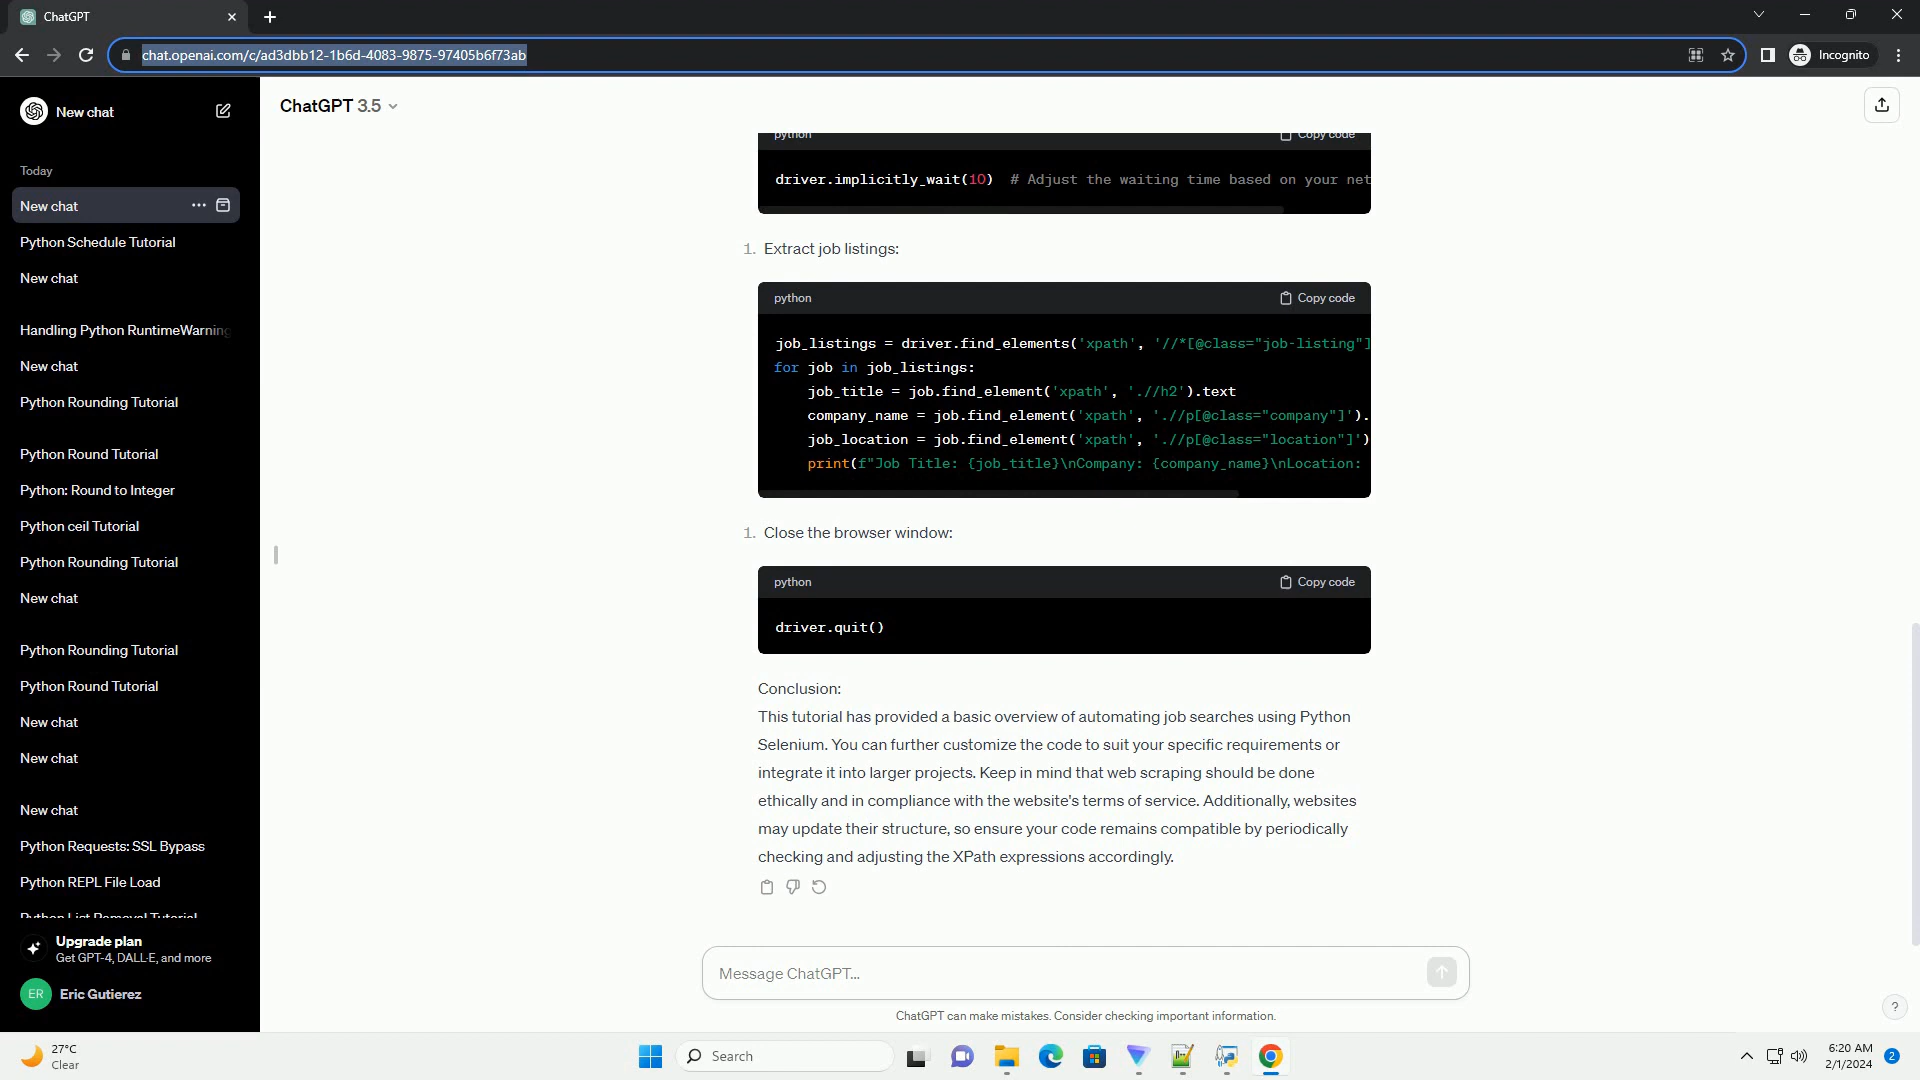 ChatGPT
chat.openai.com/c/ad3dbb12-1b6d-4083-9875-97405b6f73ab
Incognito
New chat
Today
New chat
Python Schedule Tutorial
New chat
Handling Python RuntimeWarning
New chat
Python Rounding Tutorial
Python Round Tutorial
Python: Round to Integer
Python ceil Tutorial
Python Rounding Tutorial
New chat
Python Rounding Tutorial
Python Round Tutorial
New chat
New chat
New chat
Python Requests: SSL Bypass
Python REPL File Load
Python List Removal Tutorial
Upgrade plan
Get GPT-4, DALL·E, and more
ER
Eric Gutierez
ChatGPT 3.5
python
Copy code
driver.implicitly_wait(10)  # Adjust the waiting time based on your net
1. Extract job listings:
python
Copy code
job_listings = driver.find_elements('xpath', '//*[@class="job-listing"]
for job in job_listings:
    job_title = job.find_element('xpath', './/h2').text
    company_name = job.find_element('xpath', './/p[@class="company"]').
    job_location = job.find_element('xpath', './/p[@class="location"]')
    print(f"Job Title: {job_title}\nCompany: {company_name}\nLocation:
1. Close the browser window:
python
Copy code
driver.quit()
Conclusion:
This tutorial has provided a basic overview of automating job searches using Python
Selenium. You can further customize the code to suit your specific requirements or
integrate it into larger projects. Keep in mind that web scraping should be done
ethically and in compliance with the website's terms of service. Additionally, websites
may update their structure, so ensure your code remains compatible by periodically
checking and adjusting the XPath expressions accordingly.
Message ChatGPT...
ChatGPT can make mistakes. Consider checking important information.
?
27°C
Clear
Search
6:20 AM
2/1/2024
2